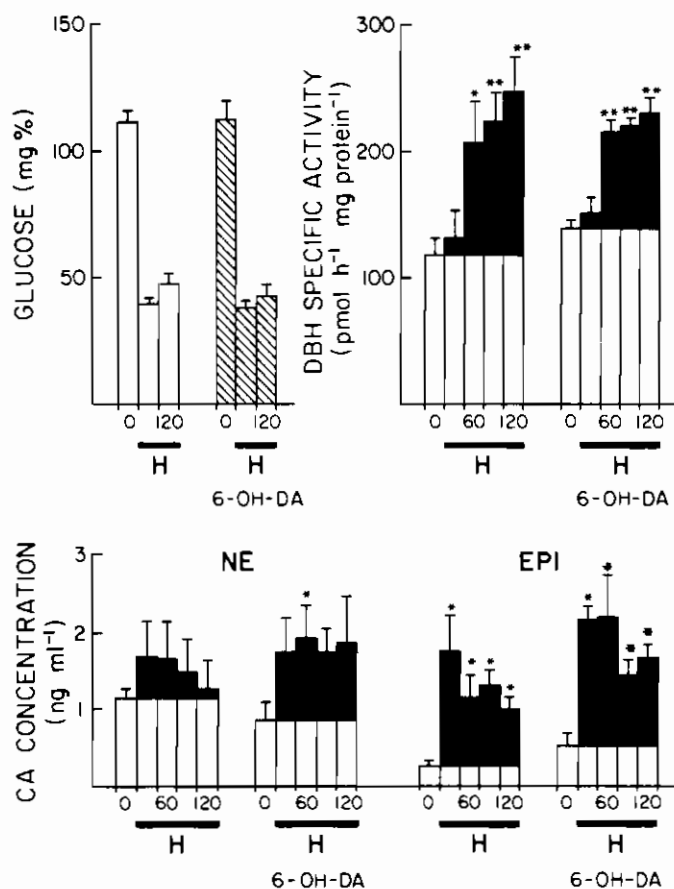 GLUCOSE (mg %)
150
100
50
0 120 0 120
H H
6-OH-DA
DBH SPECIFIC ACTIVITY
(pmol h⁻¹ mg protein⁻¹)
300
200
100
* ** ** ** ** **
0 60 120 0 60 120
H H
6-OH-DA
CA CONCENTRATION
(ng ml⁻¹)
3
2
1
NE EPI
* * * * * * * * *
0 60 120 0 60 120 0 60 120 0 60 120
H H H H
6-OH-DA 6-OH-DA